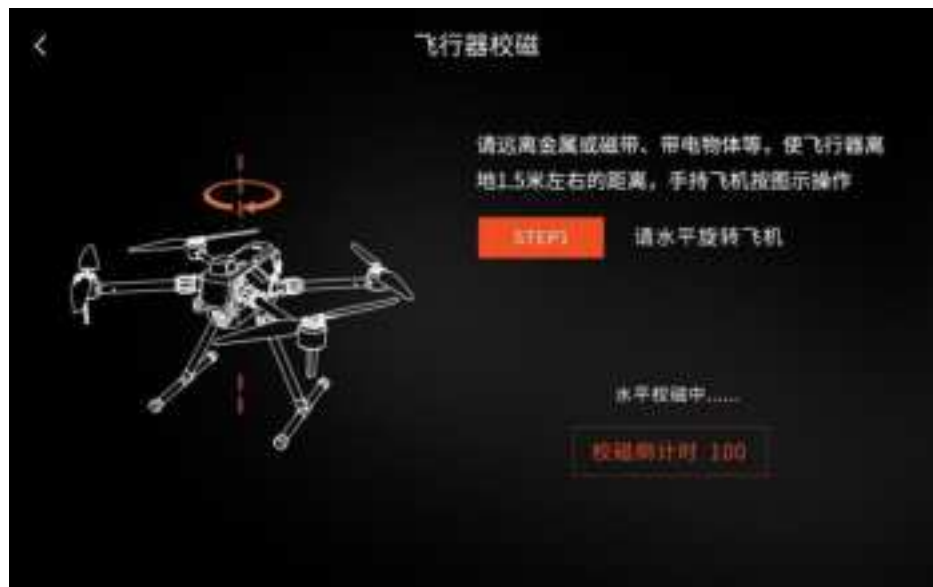 飞行器校磁
请远离金属或磁带、带电物体等。使飞行器离
地1.5米左右的距离，手持飞机按图示操作
STEP1
请水平旋转飞机
水平校磁中......
校磁倒计时 100